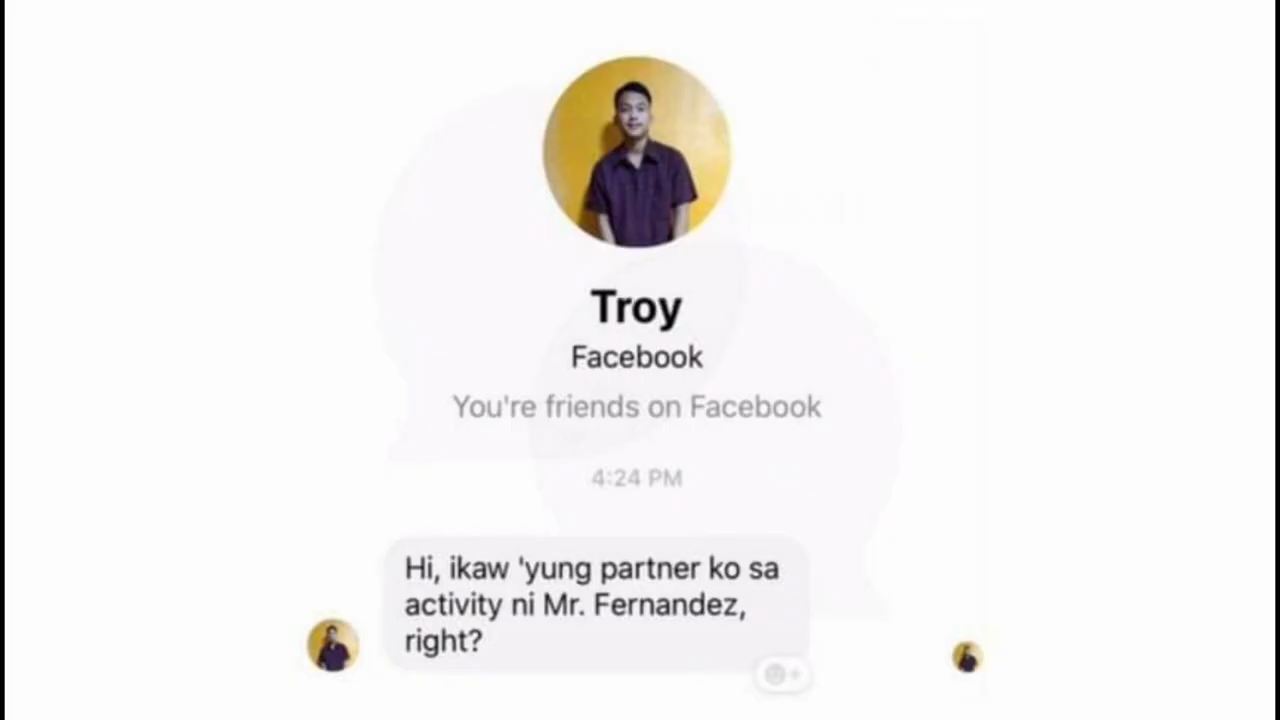 Troy
Facebook
You're friends on Facebook
4:24 PM
Hi, ikaw 'yung partner ko sa
activity ni Mr. Fernandez,
right?